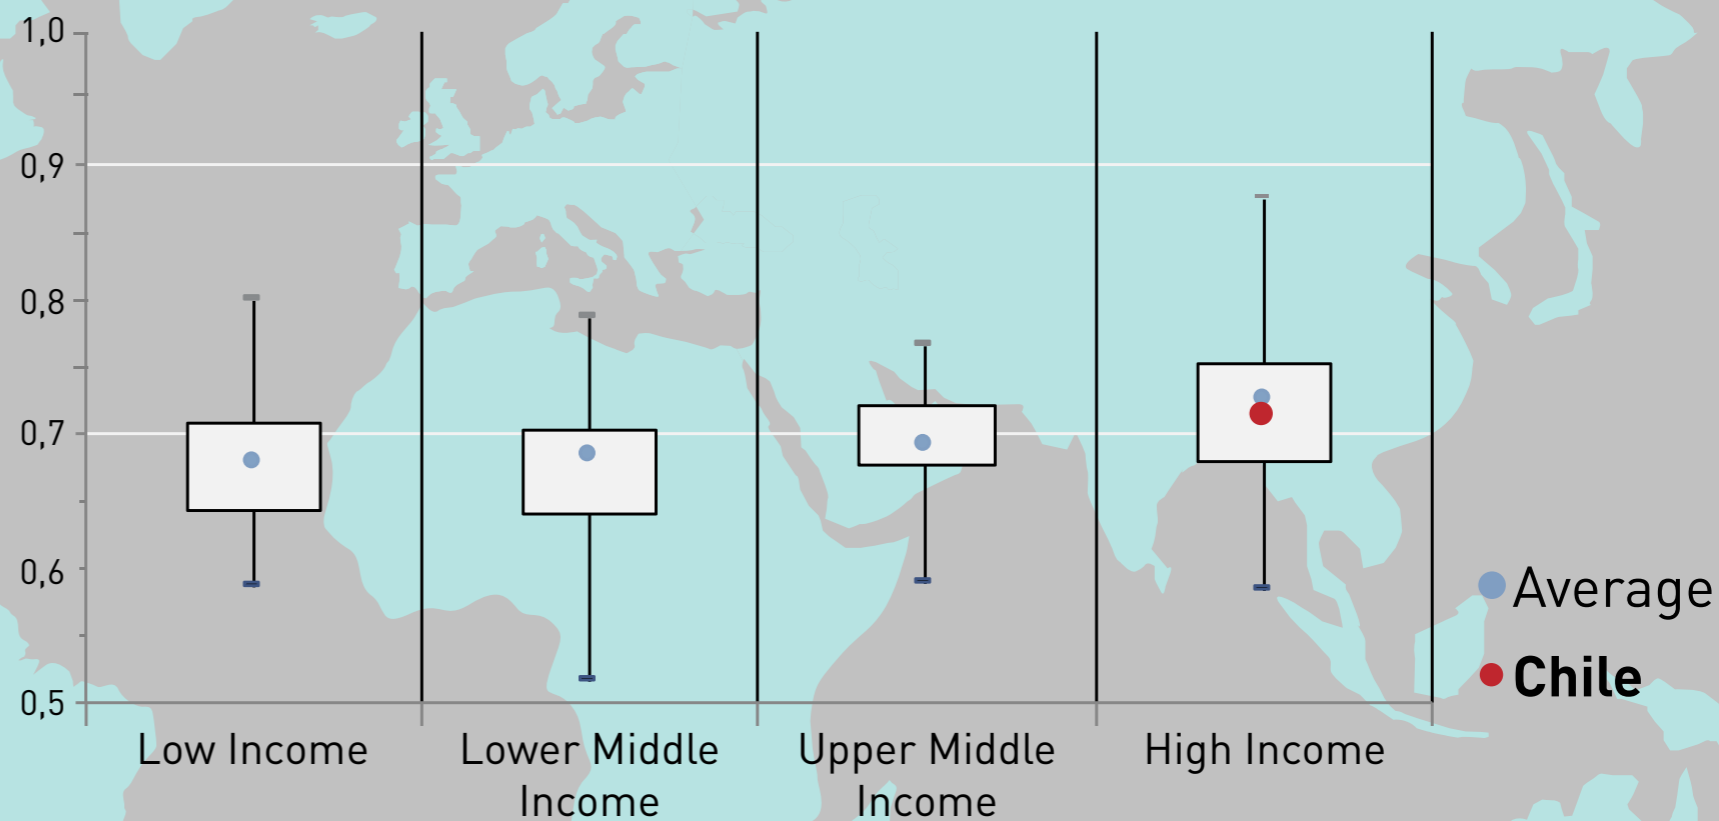 1,0
0,9
0,8
0,7
0,6
0,5
Low Income
Lower Middle
Income
Upper Middle
Income
High Income
Average
Chile